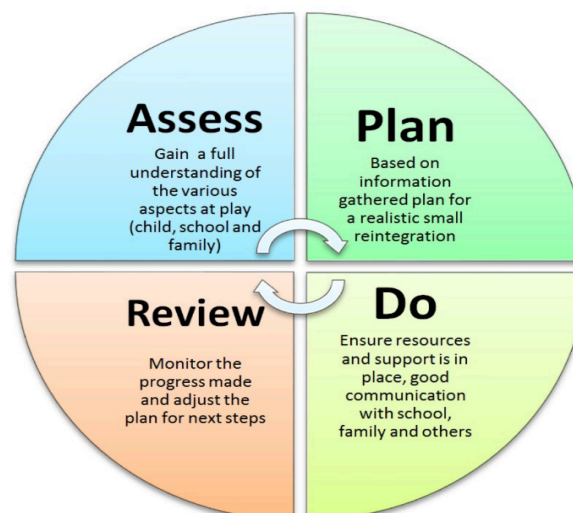 Assess
Gain a full
understanding of
the various
aspects at play
(child, school and
family)
Plan
Based on
information
gathered plan for
a realistic small
reintegration
Do
Ensure resources
and support is in
place, good
communication
with school,
family and others
Review
Monitor the
progress made
and adjust the
plan for next steps